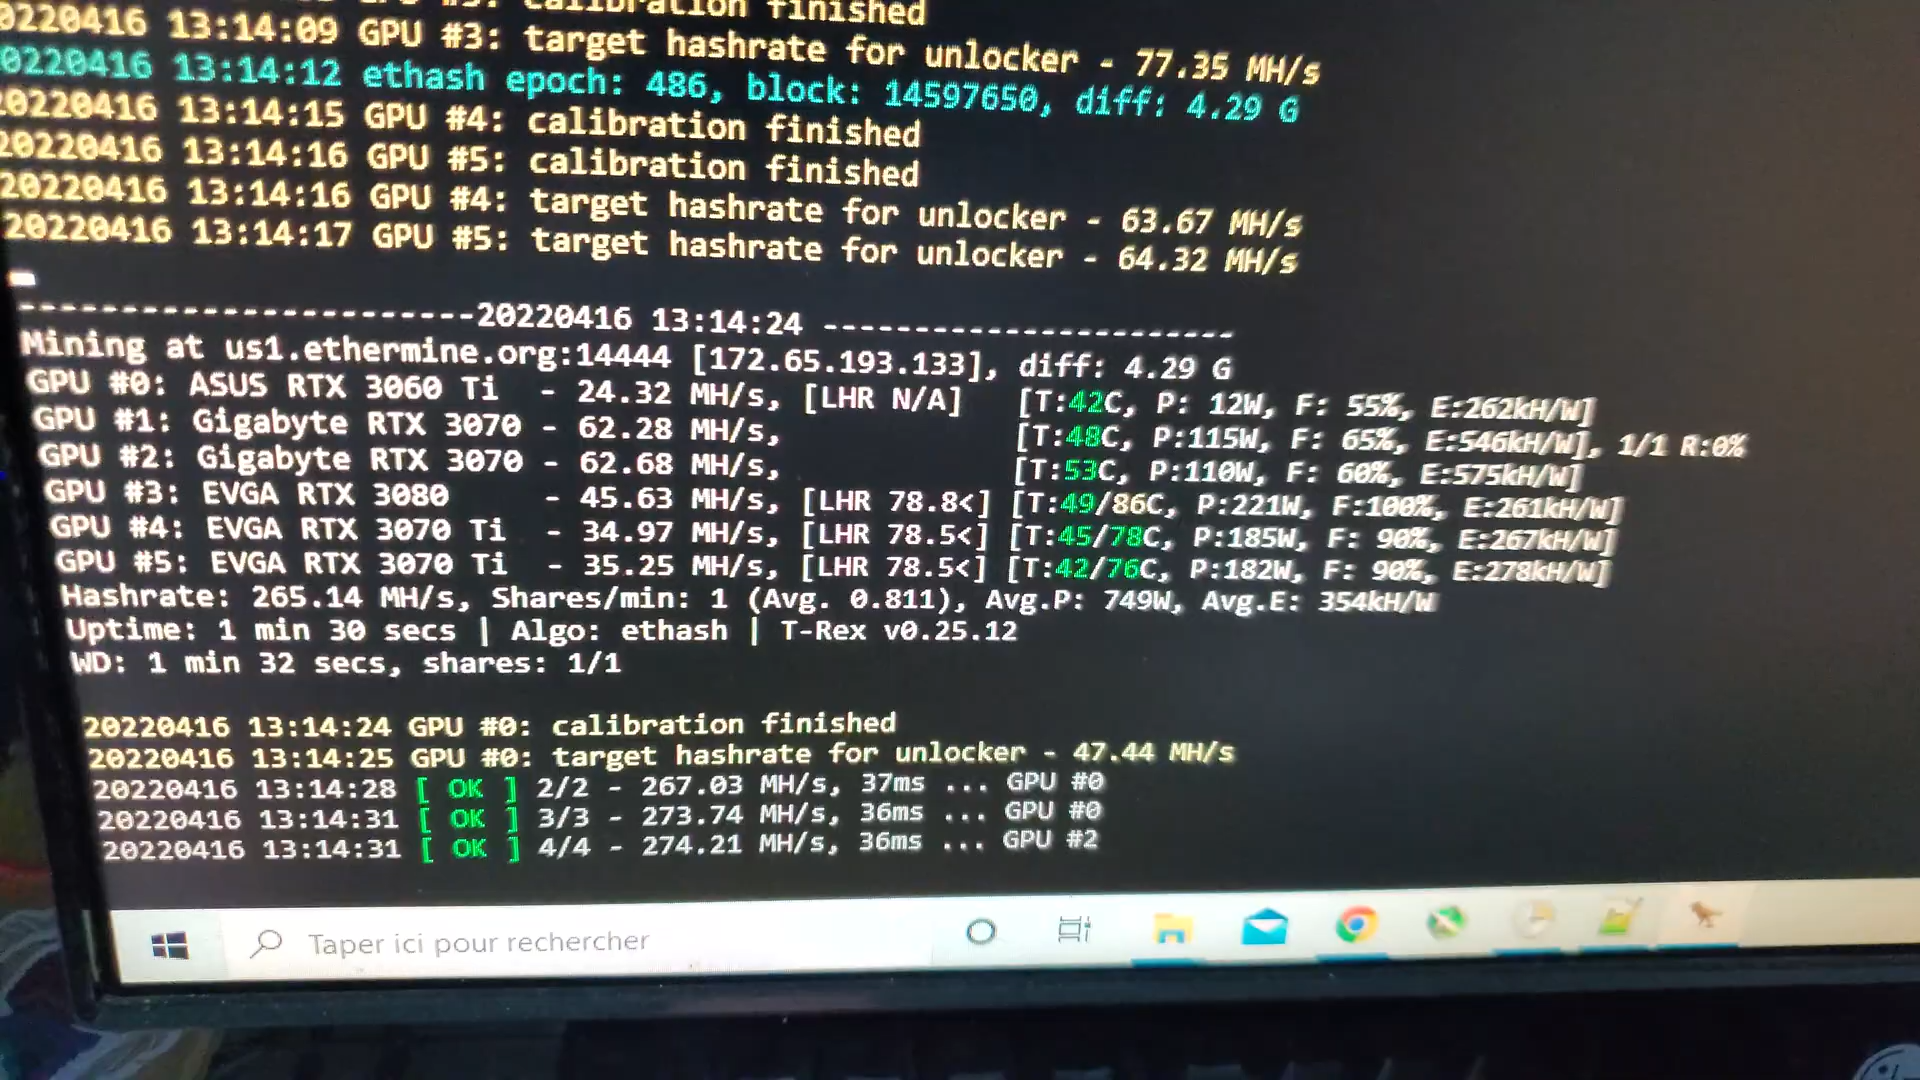 calibration finished
20220416 13:14:09 GPU #3: target hashrate for unlocker - 77.35 MH/s
20220416 13:14:12 ethash epoch: 486, block: 14597650, diff: 4.29 G
20220416 13:14:15 GPU #4: calibration finished
20220416 13:14:16 GPU #5: calibration finished
20220416 13:14:16 GPU #4: target hashrate for unlocker - 63.67 MH/s
20220416 13:14:17 GPU #5: target hashrate for unlocker - 64.32 MH/s
-----------------------20220416 13:14:24 ----------------------
Mining at us1.ethermine.org:14444 [172.65.193.133], diff: 4.29 G
GPU #0: ASUS RTX 3060 Ti - 24.32 MH/s, [LHR N/A] [T:42C, P: 12W, F: 55%, E:262kH/W]
GPU #1: Gigabyte RTX 3070 - 62.28 MH/s, [T:48C, P:115W, F: 65%, E:546kH/W], 1/1 R:0%
GPU #2: Gigabyte RTX 3070 - 62.68 MH/s, [T:53C, P:110W, F: 60%, E:575kH/W]
GPU #3: EVGA RTX 3080 - 45.63 MH/s, [LHR 78.8<] [T:49/86C, P:221W, F:100%, E:261kH/W]
GPU #4: EVGA RTX 3070 Ti - 34.97 MH/s, [LHR 78.5<] [T:45/78C, P:185W, F: 90%, E:267kH/W]
GPU #5: EVGA RTX 3070 Ti - 35.25 MH/s, [LHR 78.5<] [T:42/76C, P:182W, F: 90%, E:278kH/W]
Hashrate: 265.14 MH/s, Shares/min: 1 (Avg. 0.811), Avg.P: 749W, Avg.E: 354kH/W
Uptime: 1 min 30 secs | Algo: ethash | T-Rex v0.25.12
WD: 1 min 32 secs, shares: 1/1
20220416 13:14:24 GPU #0: calibration finished
20220416 13:14:25 GPU #0: target hashrate for unlocker - 47.44 MH/s
20220416 13:14:28 [ OK ] 2/2 - 267.03 MH/s, 37ms ... GPU #0
20220416 13:14:31 [ OK ] 3/3 - 273.74 MH/s, 36ms ... GPU #0
20220416 13:14:31 [ OK ] 4/4 - 274.21 MH/s, 36ms ... GPU #2
Taper ici pour rechercher